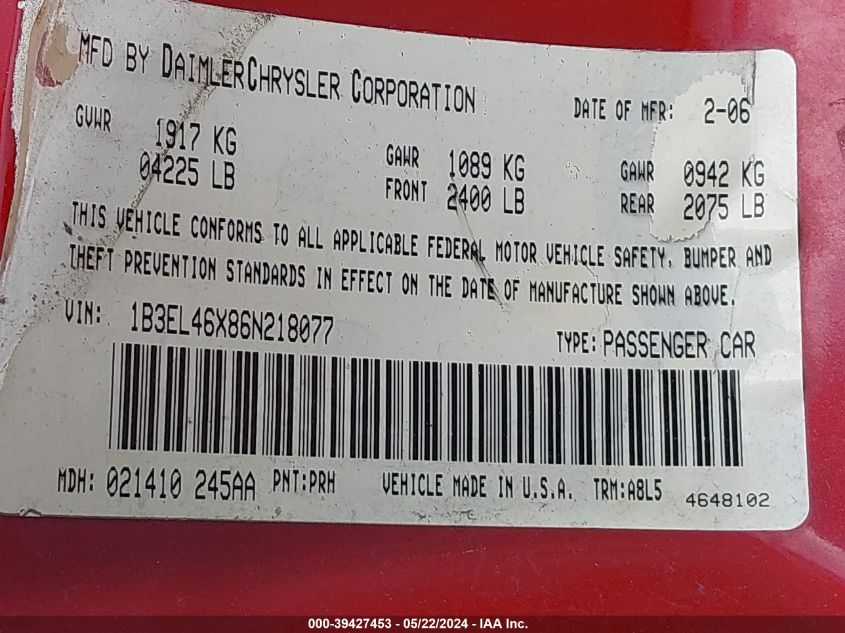 MFD BY DAIMLERCHRYSLER CORPORATION
DATE OF MFR: 2-06
GVWR 1917 KG
04225 LB
GAWR 1089 KG
FRONT 2400 LB
GAWR 0942 KG
REAR 2075 LB
THIS VEHICLE CONFORMS TO ALL APPLICABLE FEDERAL MOTOR VEHICLE SAFETY, BUMPER AND
THEFT PREVENTION STANDARDS IN EFFECT ON THE DATE OF MANUFACTURE SHOWN ABOVE.
VIN: 1B3EL46X86N218077
TYPE: PASSENGER CAR
MDH: 021410 245AA PNT:PRH VEHICLE MADE IN U.S.A. TRM:A8L5
4648102
000-39427453 - 05/22/2024 - IAA Inc.